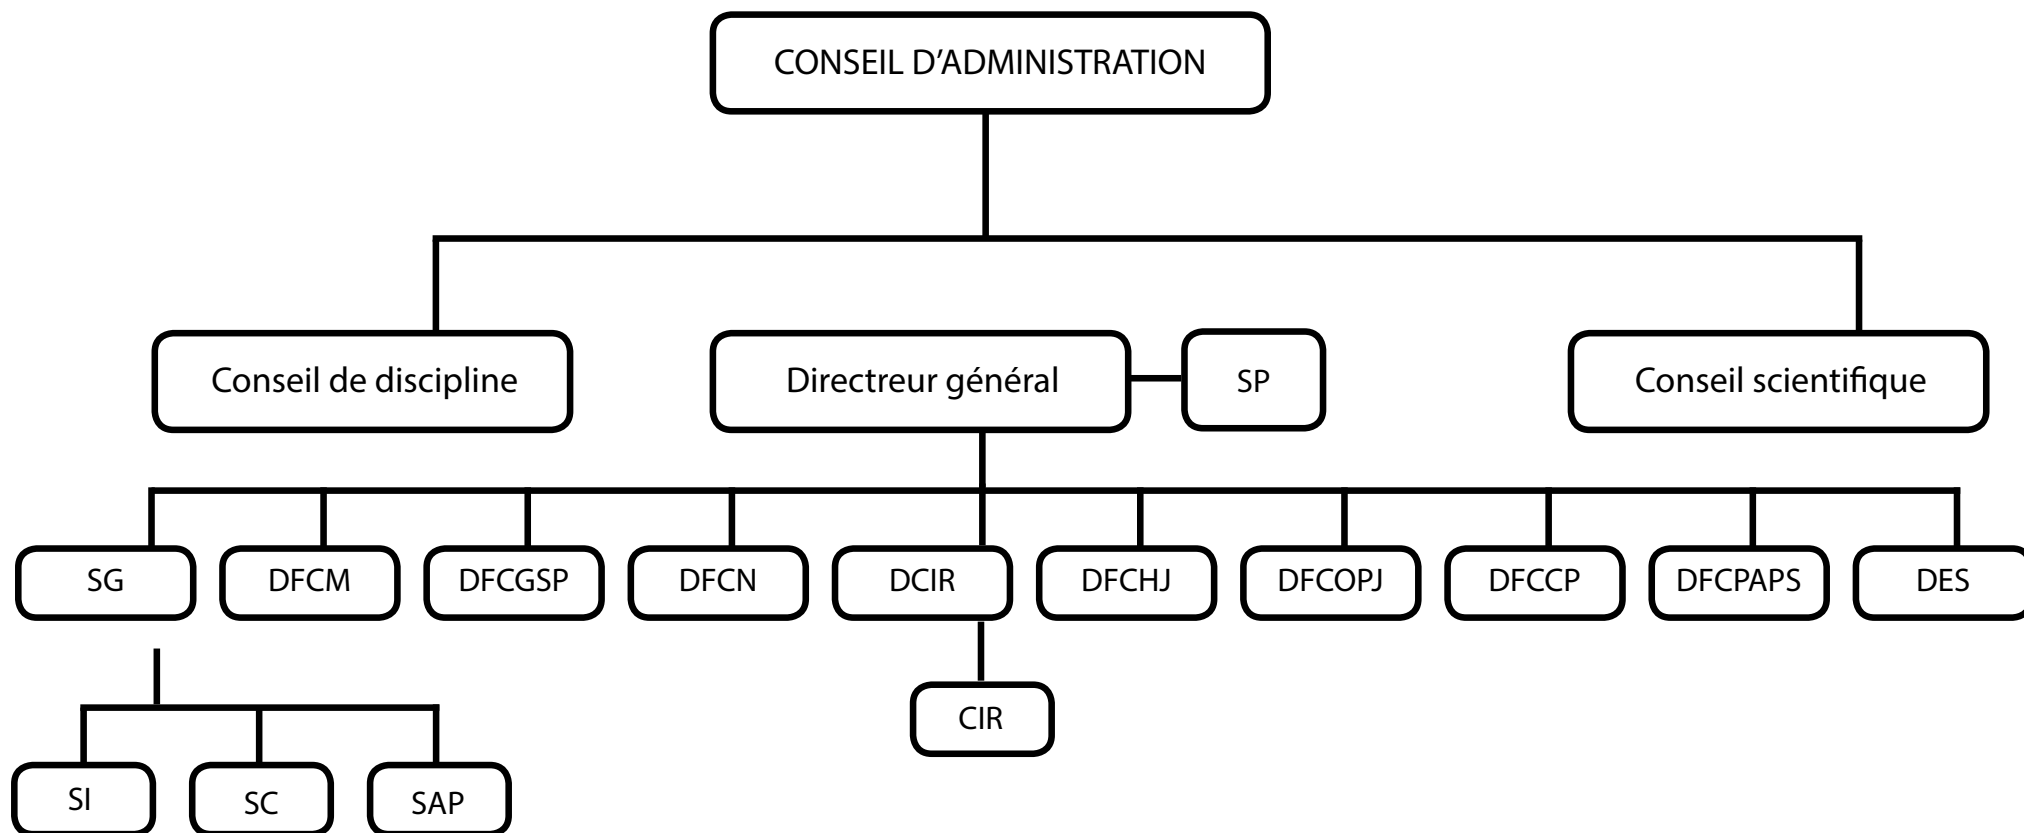 CONSEIL D’ADMINISTRATION
Conseil de discipline
Directreur général
SP
Conseil scientifique
SG
DFCM
DFCGSP
DFCN
DCIR
DFCHJ
DFCOPJ
DFCCP
DFCPAPS
DES
CIR
SI
SC
SAP